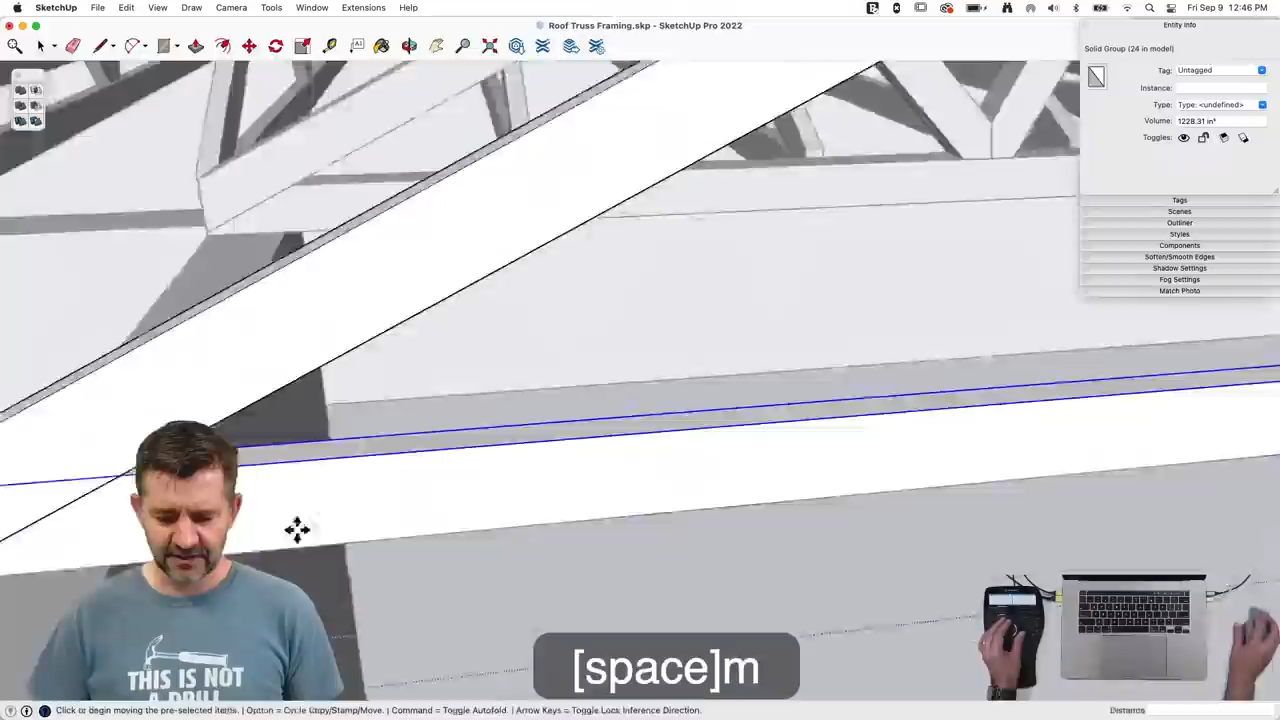 SketchUp File Edit View Draw Camera Tools Window Extensions Help
Fri Sep 9 12:46 PM
Roof Truss Framing.skp - SketchUp Pro 2022
Entity Info
Solid Group (24 in model)
Tag: Untagged
Instance:
Type: Type: <undefined>
Volume: 1228.31 in³
Toggles:
Tags
Scenes
Outliner
Styles
Components
Soften/Smooth Edges
Shadow Settings
Fog Settings
Match Photo
THIS IS NOT
A DRILL
[space]m
Click to begin moving the pre-selected items. | Option = Cycle Copy/Stamp/Move. | Command = Toggle Autofold. | Arrow Keys = Toggle Lock Inference Direction.
Distance